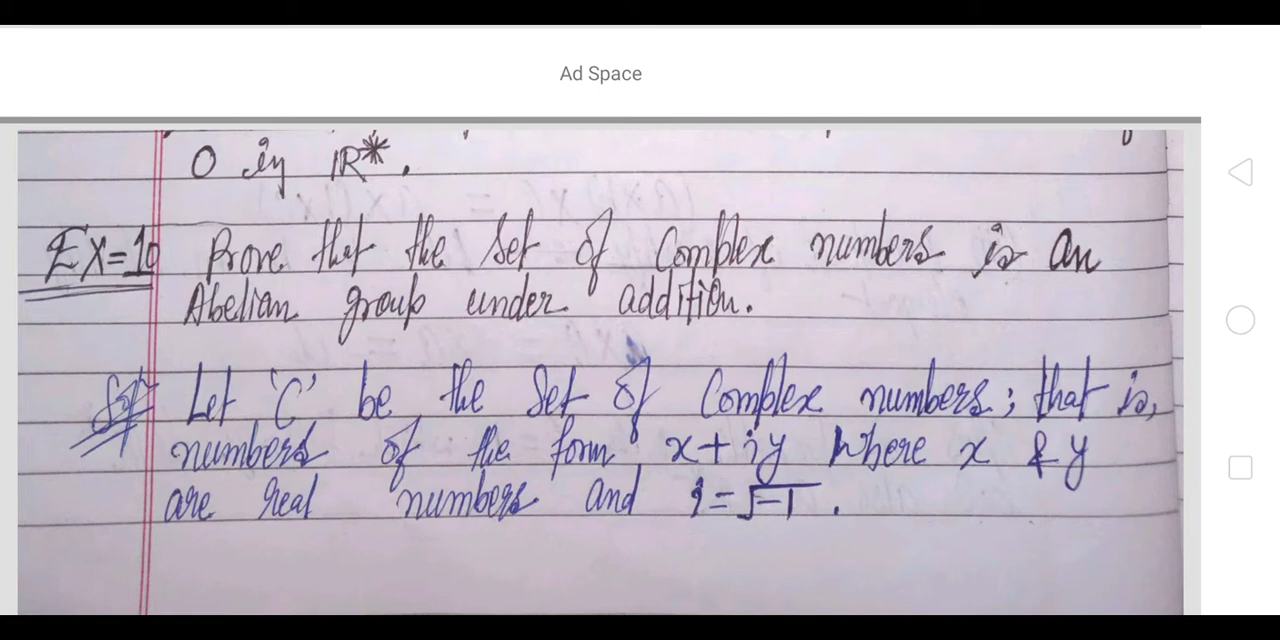 Ad Space
0 in IR*.
EX=10 Prove that the set of Complex numbers is an
Abelian group under addition.
Sol Let 'C' be the set of Complex numbers; that is,
numbers of the form x+iy where x & y
are real numbers and i=√-1.